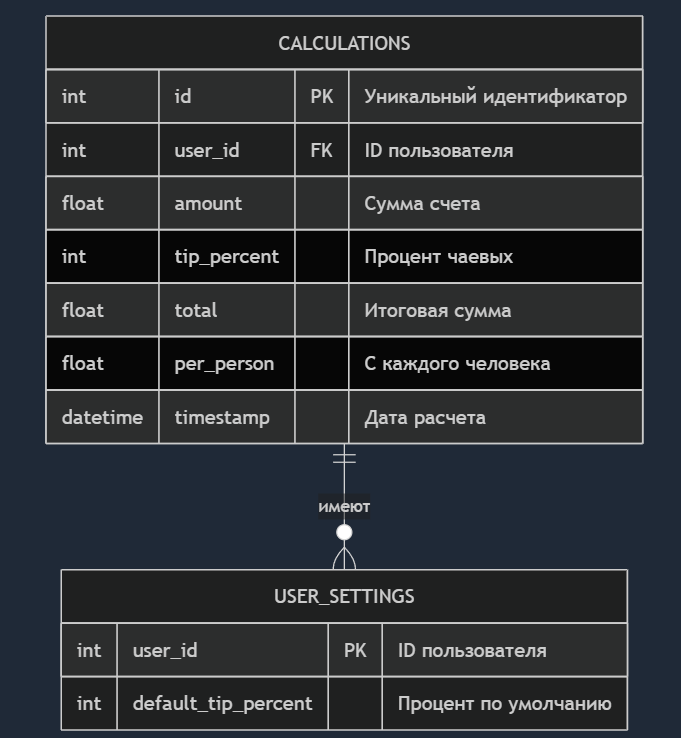 CALCULATIONS
int id PK Уникальный идентификатор
int user_id FK ID пользователя
float amount Сумма счета
int tip_percent Процент чаевых
float total Итоговая сумма
float per_person С каждого человека
datetime timestamp Дата расчета
имеют
USER_SETTINGS
int user_id PK ID пользователя
int default_tip_percent Процент по умолчанию